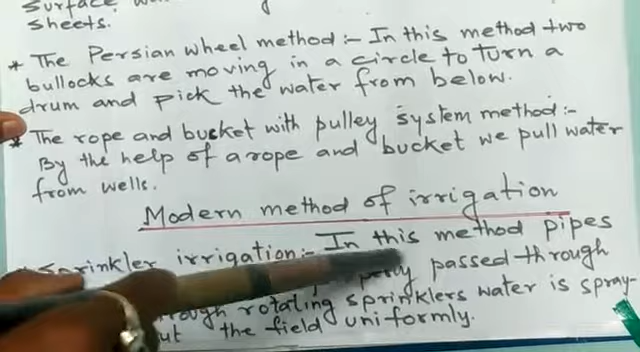 surface,
sheets.
* The Persian wheel method:- In this method two
bullocks are moving in a circle to turn a
drum and pick the water from below.
* The rope and bucket with pulley system method:-
By the help of a rope and bucket we pull water
from wells.
Modern method of irrigation
Sprinkler irrigation:- In this method pipes
passed through
rotating sprinklers water is spray-
the field uniformly.